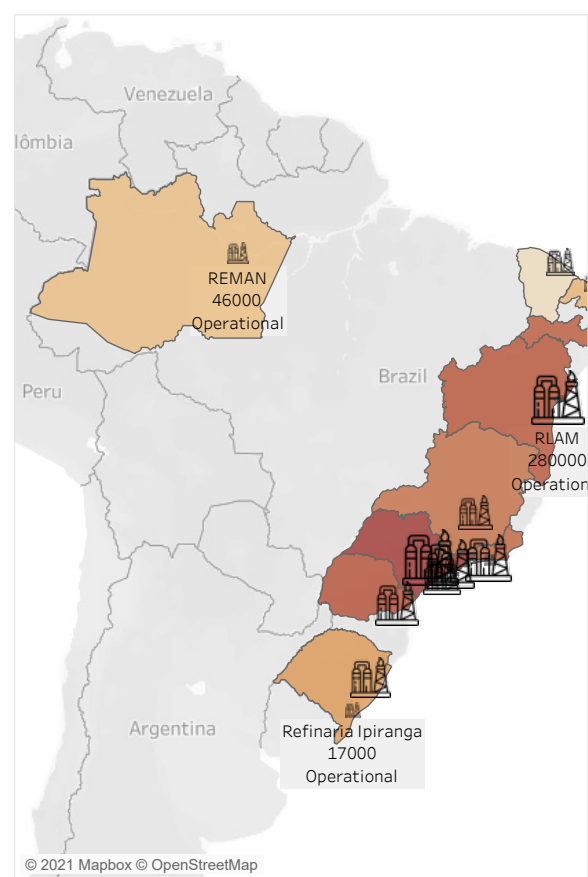 Venezuela
lômbia
REMAN
46000
Operational
Peru
Brazil
RLAM
280000
Operation
Argentina
Refinaria Ipiranga
17000
Operational
© 2021 Mapbox © OpenStreetMap